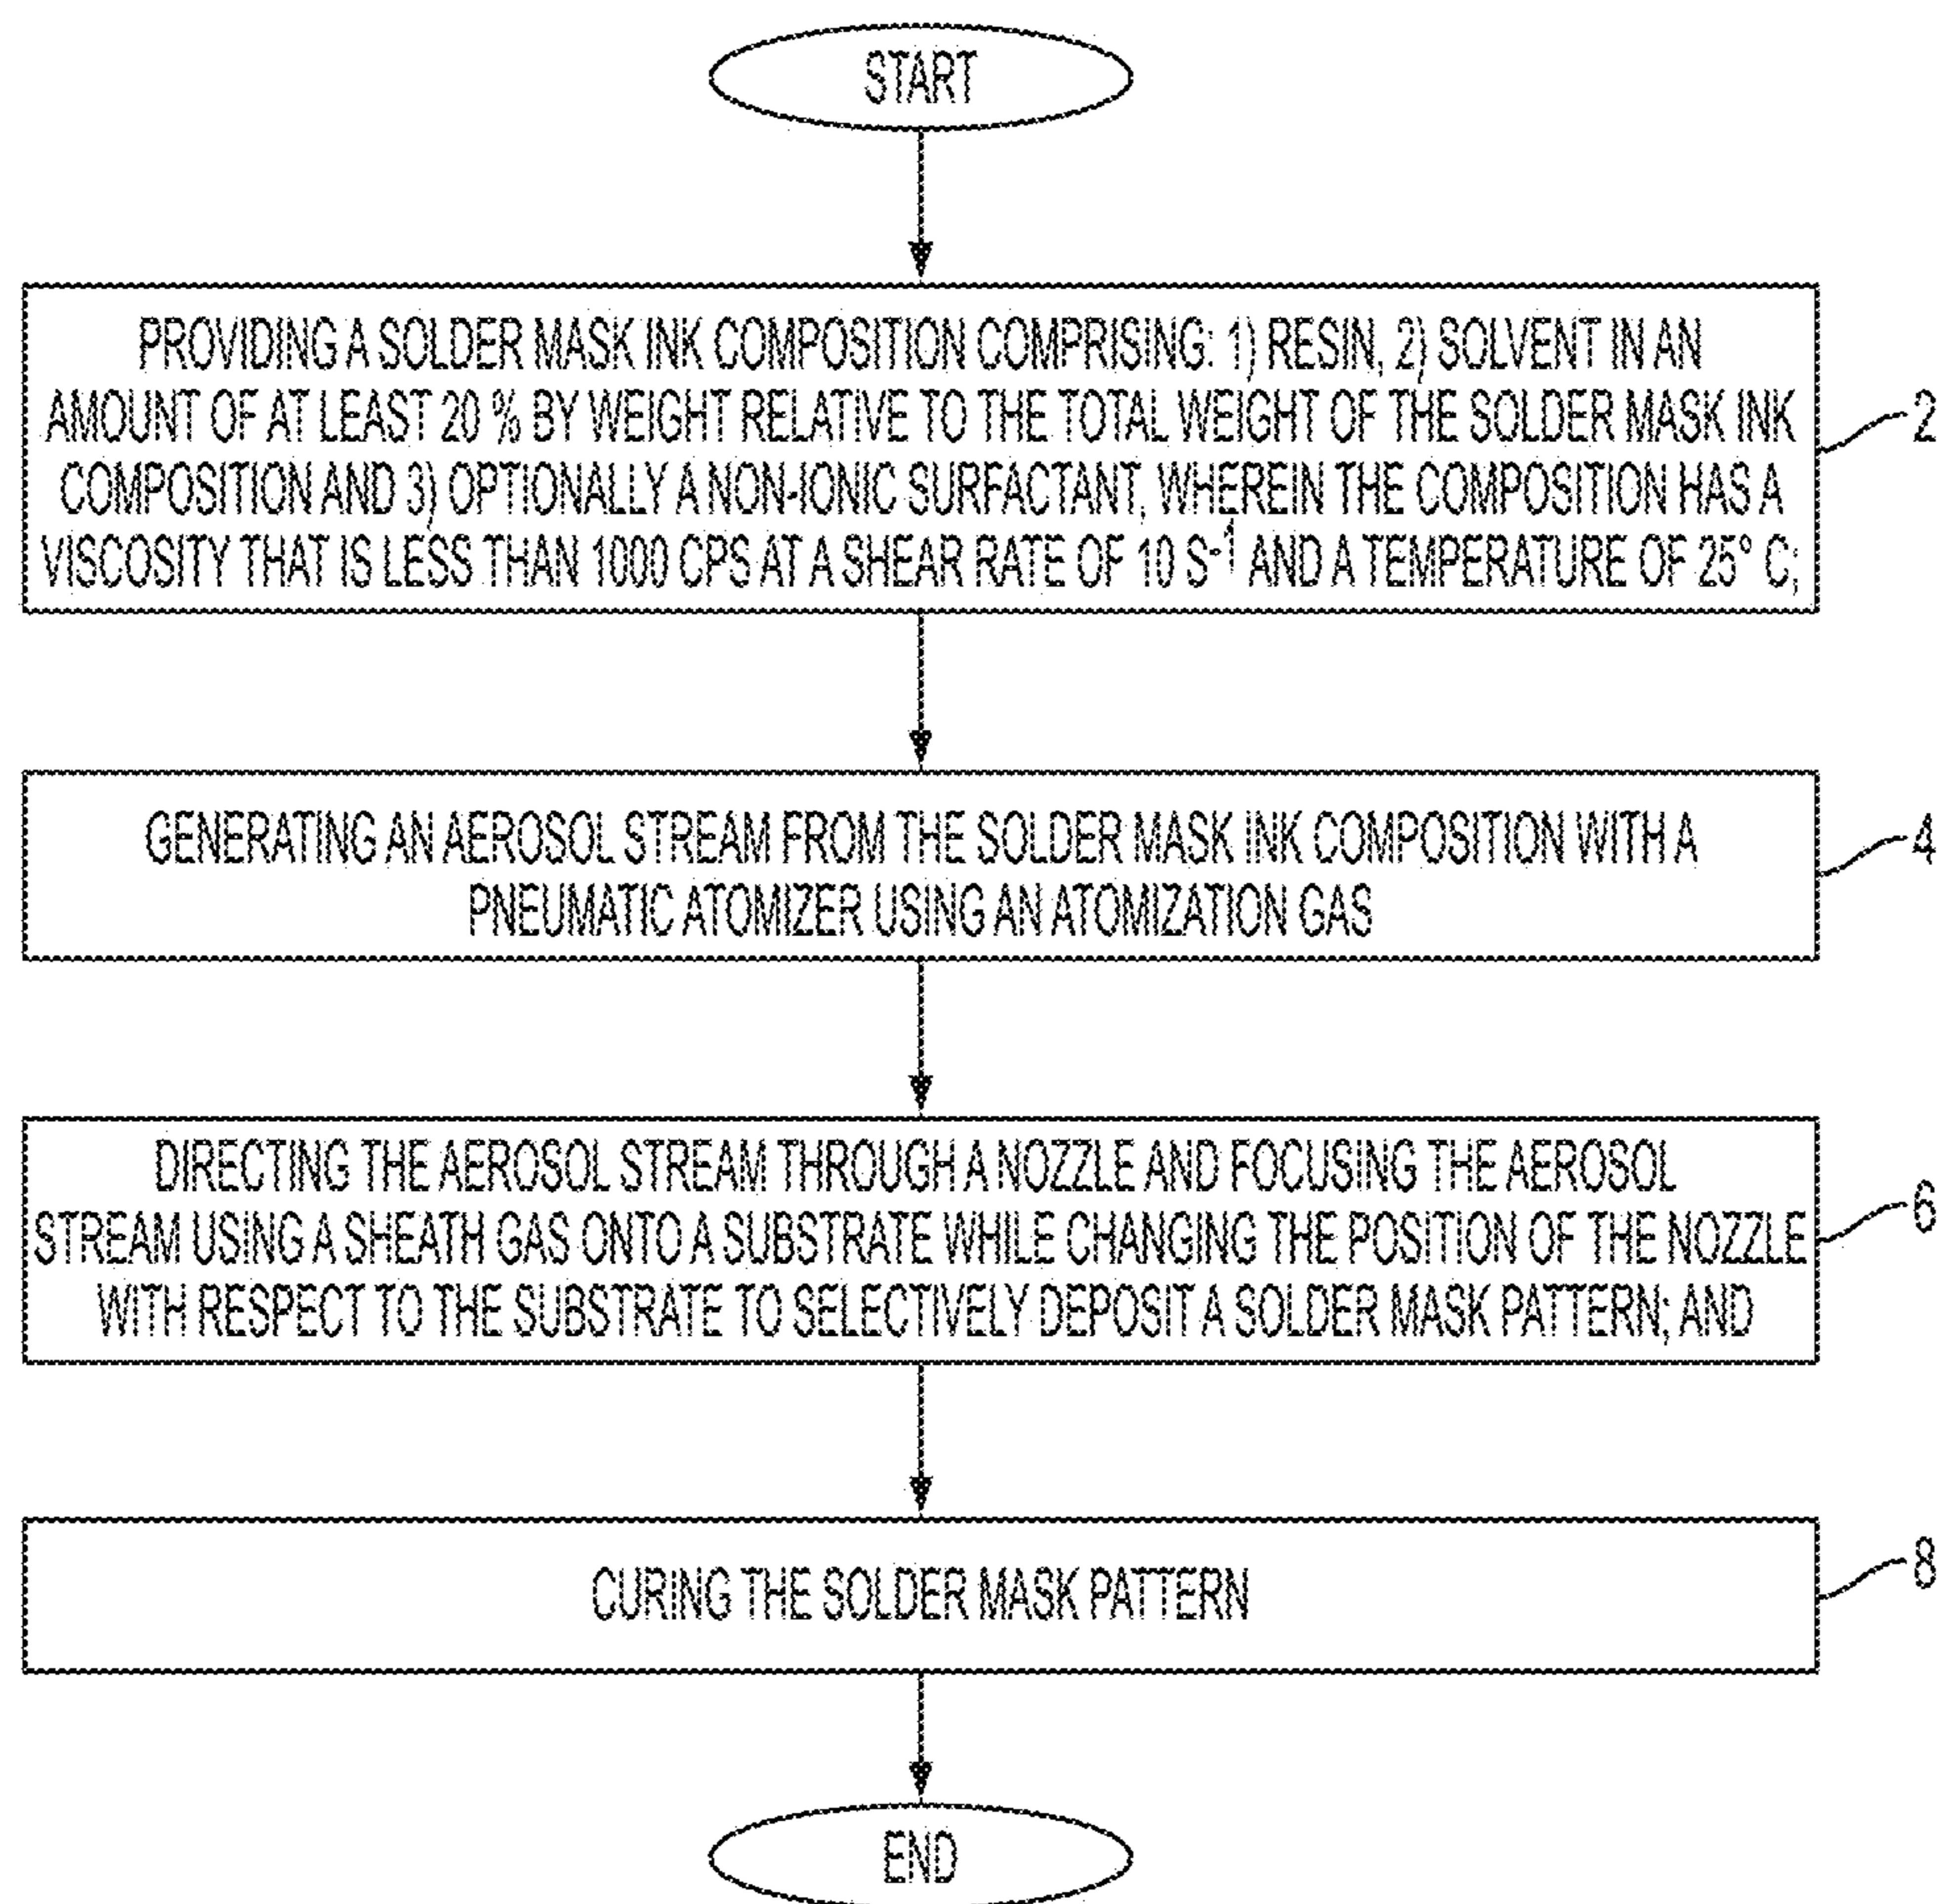 START
PROVIDING A SOLDER MASK INK COMPOSITION COMPRISING: 1) RESIN, 2) SOLVENT IN AN
AMOUNT OF AT LEAST 20 % BY WEIGHT RELATIVE TO THE TOTAL WEIGHT OF THE SOLDER MASK INK
COMPOSITION AND 3) OPTIONALLY A NON-IONIC SURFACTANT, WHEREIN THE COMPOSITION HAS A
VISCOSITY THAT IS LESS THAN 1000 CPS AT A SHEAR RATE OF 10 S⁻¹ AND A TEMPERATURE OF 25° C;
2
GENERATING AN AEROSOL STREAM FROM THE SOLDER MASK INK COMPOSITION WITH A
PNEUMATIC ATOMIZER USING AN ATOMIZATION GAS
4
DIRECTING THE AEROSOL STREAM THROUGH A NOZZLE AND FOCUSING THE AEROSOL
STREAM USING A SHEATH GAS ONTO A SUBSTRATE WHILE CHANGING THE POSITION OF THE NOZZLE
WITH RESPECT TO THE SUBSTRATE TO SELECTIVELY DEPOSIT A SOLDER MASK PATTERN; AND
6
CURING THE SOLDER MASK PATTERN
8
END